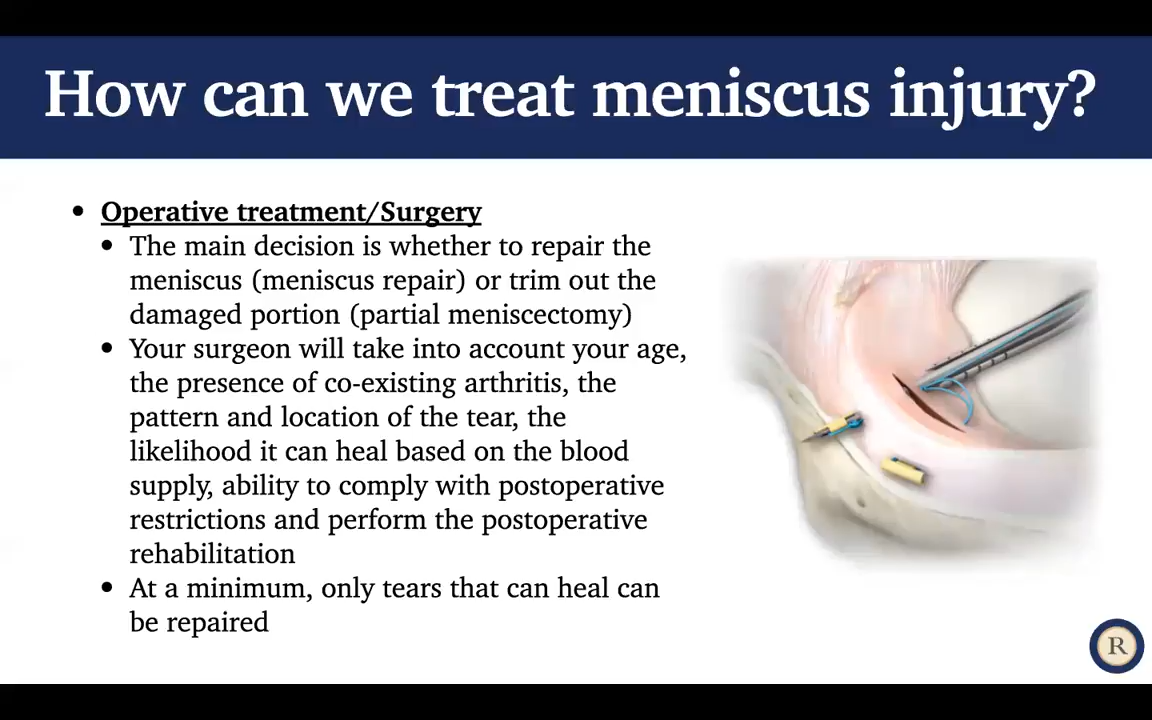 How can we treat meniscus injury?
• Operative treatment/Surgery
• The main decision is whether to repair the
meniscus (meniscus repair) or trim out the
damaged portion (partial meniscectomy)
• Your surgeon will take into account your age,
the presence of co-existing arthritis, the
pattern and location of the tear, the
likelihood it can heal based on the blood
supply, ability to comply with postoperative
restrictions and perform the postoperative
rehabilitation
• At a minimum, only tears that can heal can
be repaired
R